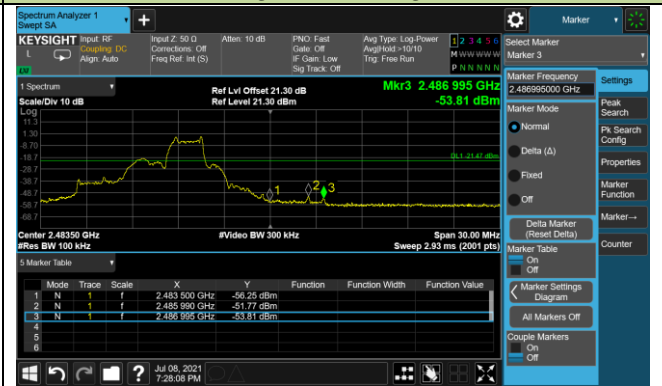 Spectrum Analyzer 1
Swept SA
Marker
KEYSIGHT Input: RF Input Z: 50 Ω Atten: 10 dB PNO: Fast Avg Type: Log-Power 1 2 3 4 5 6
L Coupling: DC Corrections: Off Gate: Off Avg|Hold:>10/10 M W W W W W
Align: Auto Freq Ref: Int (S) IF Gain: Low Trig: Free Run
Sig Track: Off P N N N N N
Select Marker
Marker 3
1 Spectrum
Ref Lvl Offset 21.30 dB
Mkr3 2.486 995 GHz
Scale/Div 10 dB
Ref Level 21.30 dBm
-53.81 dBm
Log
11.3
1.30
-8.70
-18.7
DL1 -21.47 dBm
-28.7
-38.7
-48.7
1
2
3
-58.7
-68.7
Center 2.48350 GHz
#Video BW 300 kHz
Span 30.00 MHz
#Res BW 100 kHz
Sweep 2.93 ms (2001 pts)
5 Marker Table
Mode Trace Scale X Y Function Function Width Function Value
1 N 1 f 2.483 500 GHz -56.25 dBm
2 N 1 f 2.485 990 GHz -51.77 dBm
3 N 1 f 2.486 995 GHz -53.81 dBm
4
5
6
Marker Frequency
2.486995000 GHz
Marker Mode
Normal
Delta (Δ)
Fixed
Off
Delta Marker
(Reset Delta)
Marker Table
On
Off
Marker Settings
Diagram
All Markers Off
Couple Markers
On
Off
Settings
Peak
Search
Pk Search
Config
Properties
Marker
Function
Marker→
Counter
?
Jul 08, 2021
7:28:08 PM